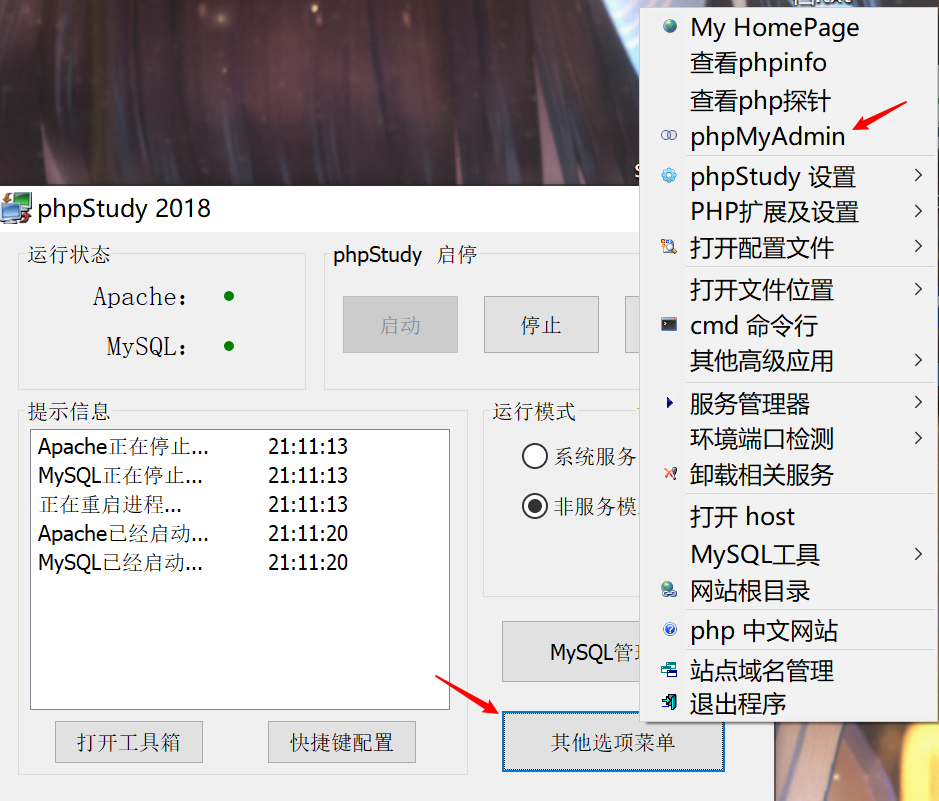 phpStudy 2018
运行状态
Apache:
MySQL:
phpStudy 启停
启动
停止
提示信息
Apache正在停止... 21:11:13
MySQL正在停止... 21:11:13
正在重启进程... 21:11:13
Apache已经启动... 21:11:20
MySQL已经启动... 21:11:20
运行模式
系统服务
非服务模
MySQL管
打开工具箱
快捷键配置
其他选项菜单
My HomePage
查看phpinfo
查看php探针
phpMyAdmin
phpStudy 设置
PHP扩展及设置
打开配置文件
打开文件位置
cmd 命令行
其他高级应用
服务管理器
环境端口检测
卸载相关服务
打开 host
MySQL工具
网站根目录
php 中文网站
站点域名管理
退出程序